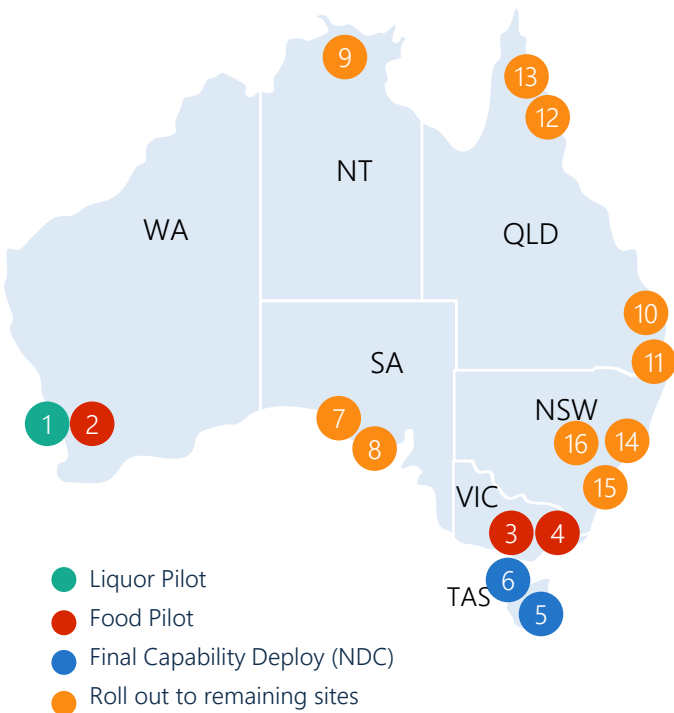 9
13
12
NT
WA
QLD
10
11
SA
7
8
NSW
16
14
15
1
2
VIC
3
4
6
TAS
5
Liquor Pilot
Food Pilot
Final Capability Deploy (NDC)
Roll out to remaining sites